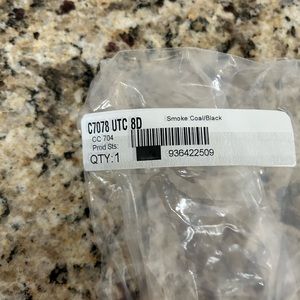 C7078 UTC 8D
Smoke Coal/Black
CC 704
Prod Sts:
QTY:1
936422509